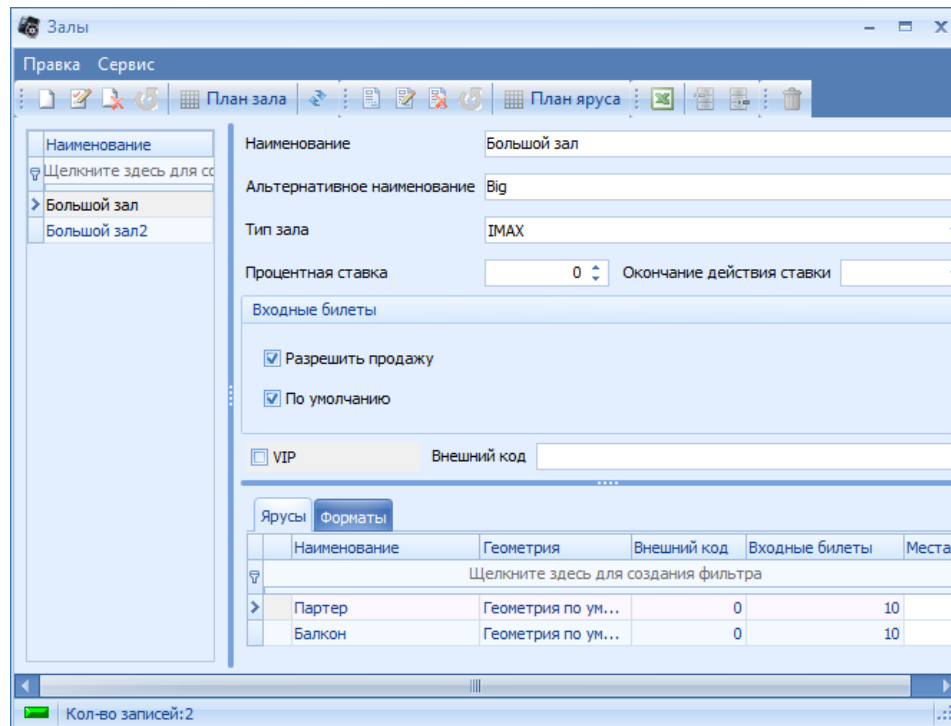 Залы
Правка Сервис
План зала План яруса
Наименование
Щелкните здесь для со
Большой зал
Большой зал2
Наименование Большой зал
Альтернативное наименование Big
Тип зала IMAX
Процентная ставка 0 Окончание действия ставки
Входные билеты
Разрешить продажу
По умолчанию
VIP Внешний код
Ярусы Форматы
Наименование Геометрия Внешний код Входные билеты Места
Щелкните здесь для создания фильтра
Партер Геометрия по ум... 0 10
Балкон Геометрия по ум... 0 10
Кол-во записей:2